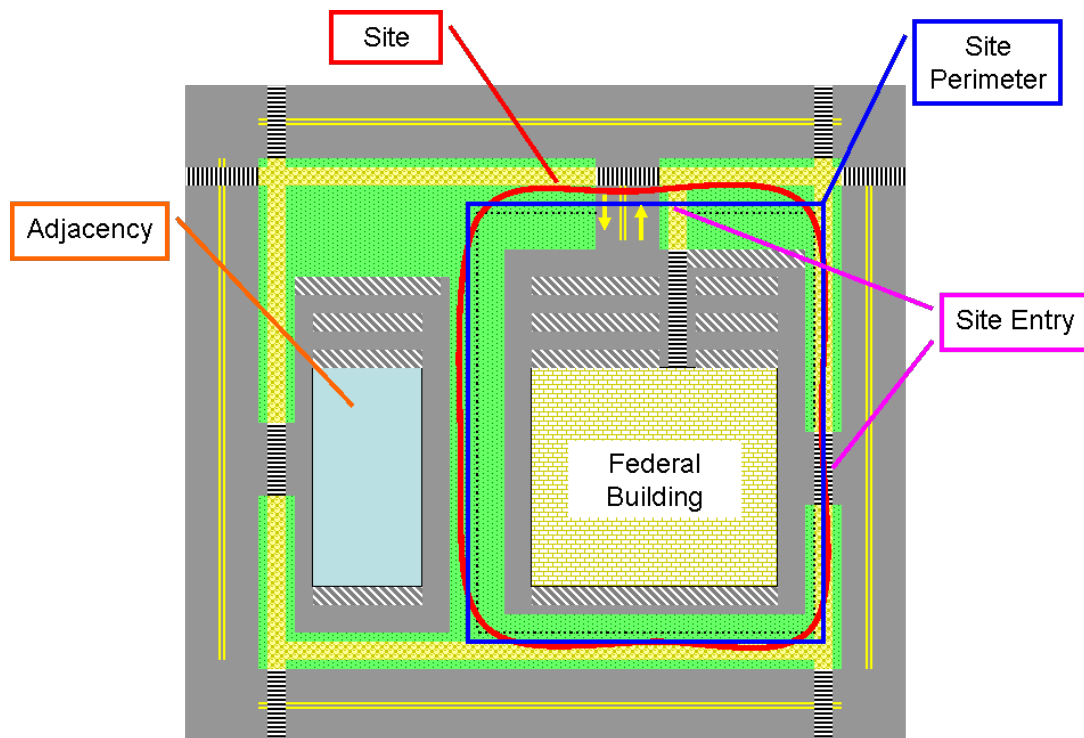 Site
Site
Perimeter
Adjacency
Site Entry
Federal
Building